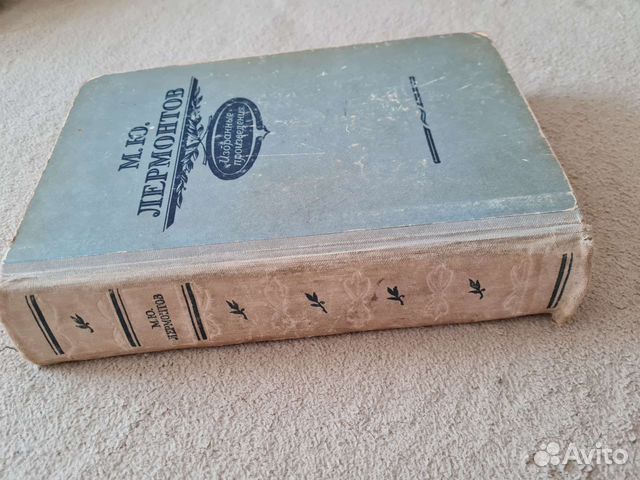 М.Ю.
ЛЕРМОНТОВ
Избранные
произведения
М.Ю.
ЛЕРМОНТОВ
Avito